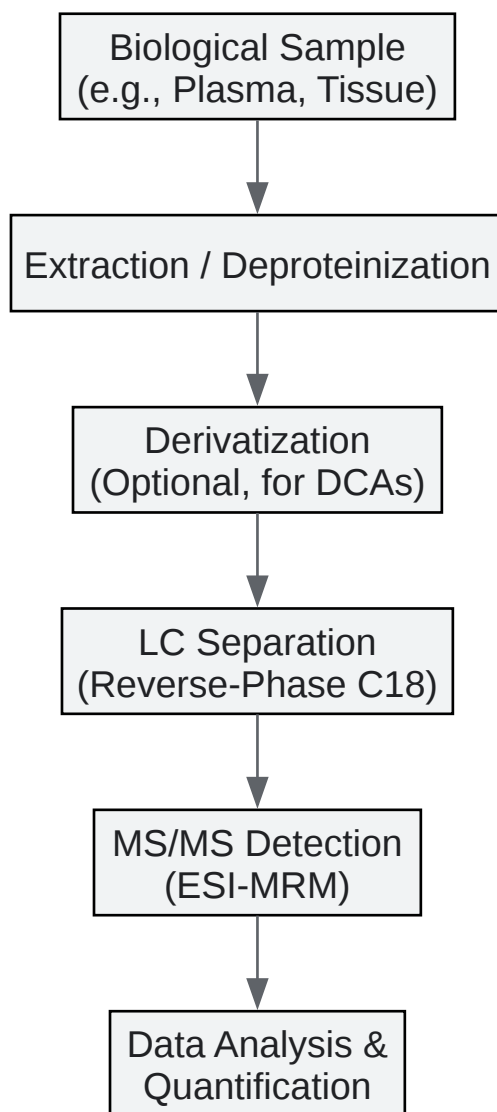 Biological Sample
(e.g., Plasma, Tissue)
Extraction / Deproteinization
Derivatization
(Optional, for DCAs)
LC Separation
(Reverse-Phase C18)
MS/MS Detection
(ESI-MRM)
Data Analysis &
Quantification